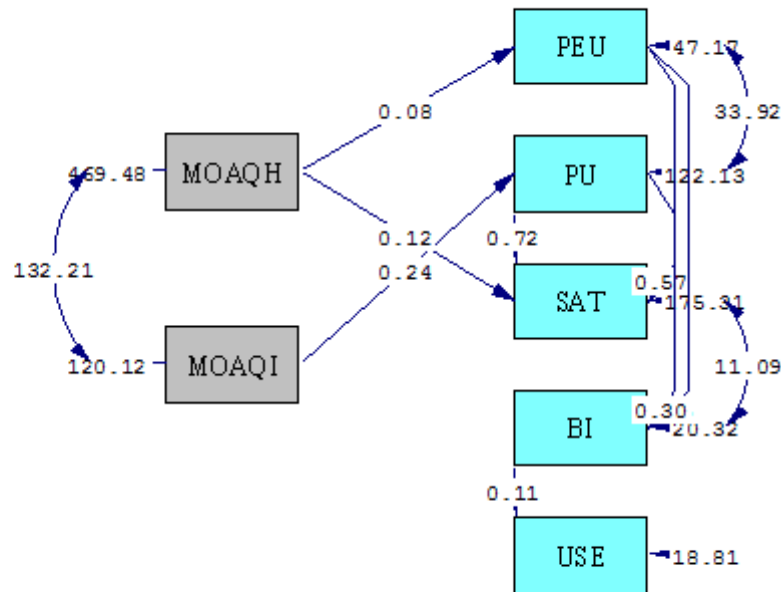 PEU
47.17
0.08
33.92
469.48
MOAQH
PU
122.13
0.12
0.72
132.21
0.24
0.57
SAT
175.31
120.12
MOAQI
11.09
0.30
BI
20.32
0.11
USE
18.81